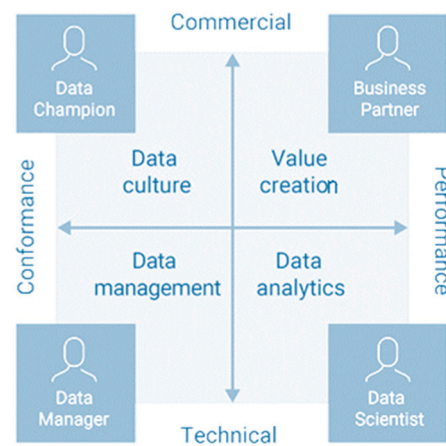 Commercial
Data
Champion
Business
Partner
Data
culture
Value
creation
Conformance
Performance
Data
management
Data
analytics
Data
Manager
Data
Scientist
Technical